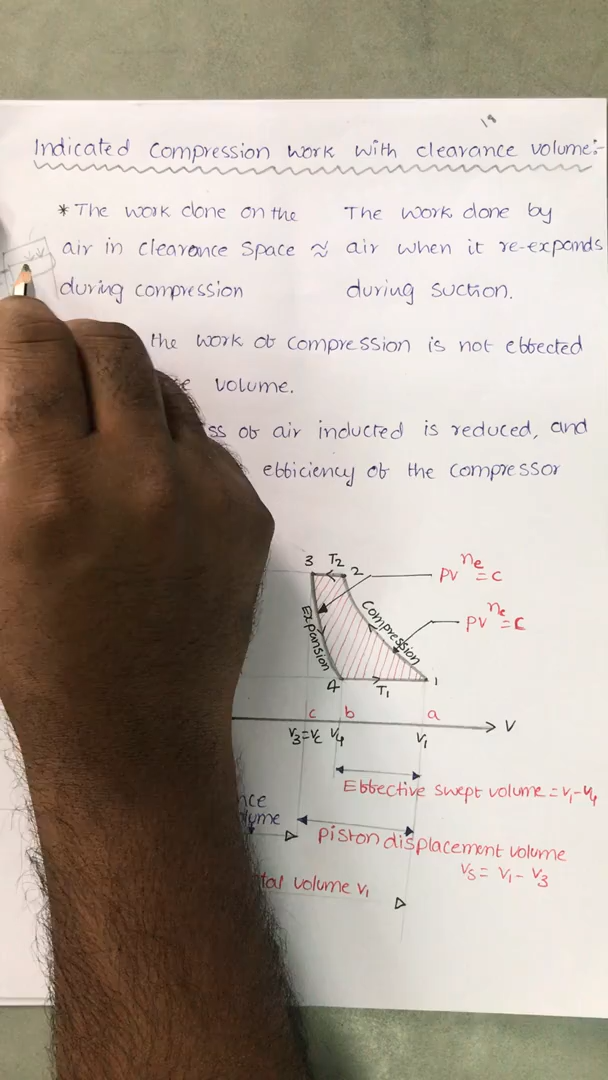 19
Indicated Compression work with clearance volume:-
* The work done on the The work done by
air in clearance space ≈ air when it re-expands
during compression during suction.
the work of compression is not effected
volume.
ss of air inducted is reduced, and
efficiency of the compressor
3 T2 2
PV^ne=C
PV^ne=C
Compression
Expansion
4 T1 1
c b a
V3=Vc V4 V1 V
Effective swept volume = V1-V4
nce
lume
piston displacement volume
Vs = V1 - V3
tal volume V1